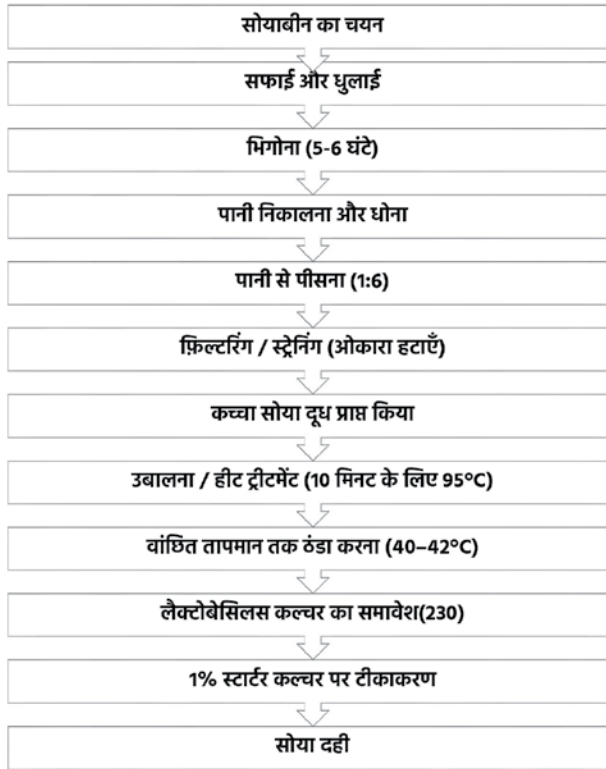 सोयाबीन का चयन
सफाई और धुलाई
भिगोना (5-6 घंटे)
पानी निकालना और धोना
पानी से पीसना (1:6)
फ़िल्टरिंग / स्ट्रेनिंग (ओकारा हटाएँ)
कच्चा सोया दूध प्राप्त किया
उबालना / हीट ट्रीटमेंट (10 मिनट के लिए 95°C)
वांछित तापमान तक ठंडा करना (40–42°C)
लैक्टोबेसिलस कल्चर का समावेश(230)
1% स्टार्टर कल्चर पर टीकाकरण
सोया दही